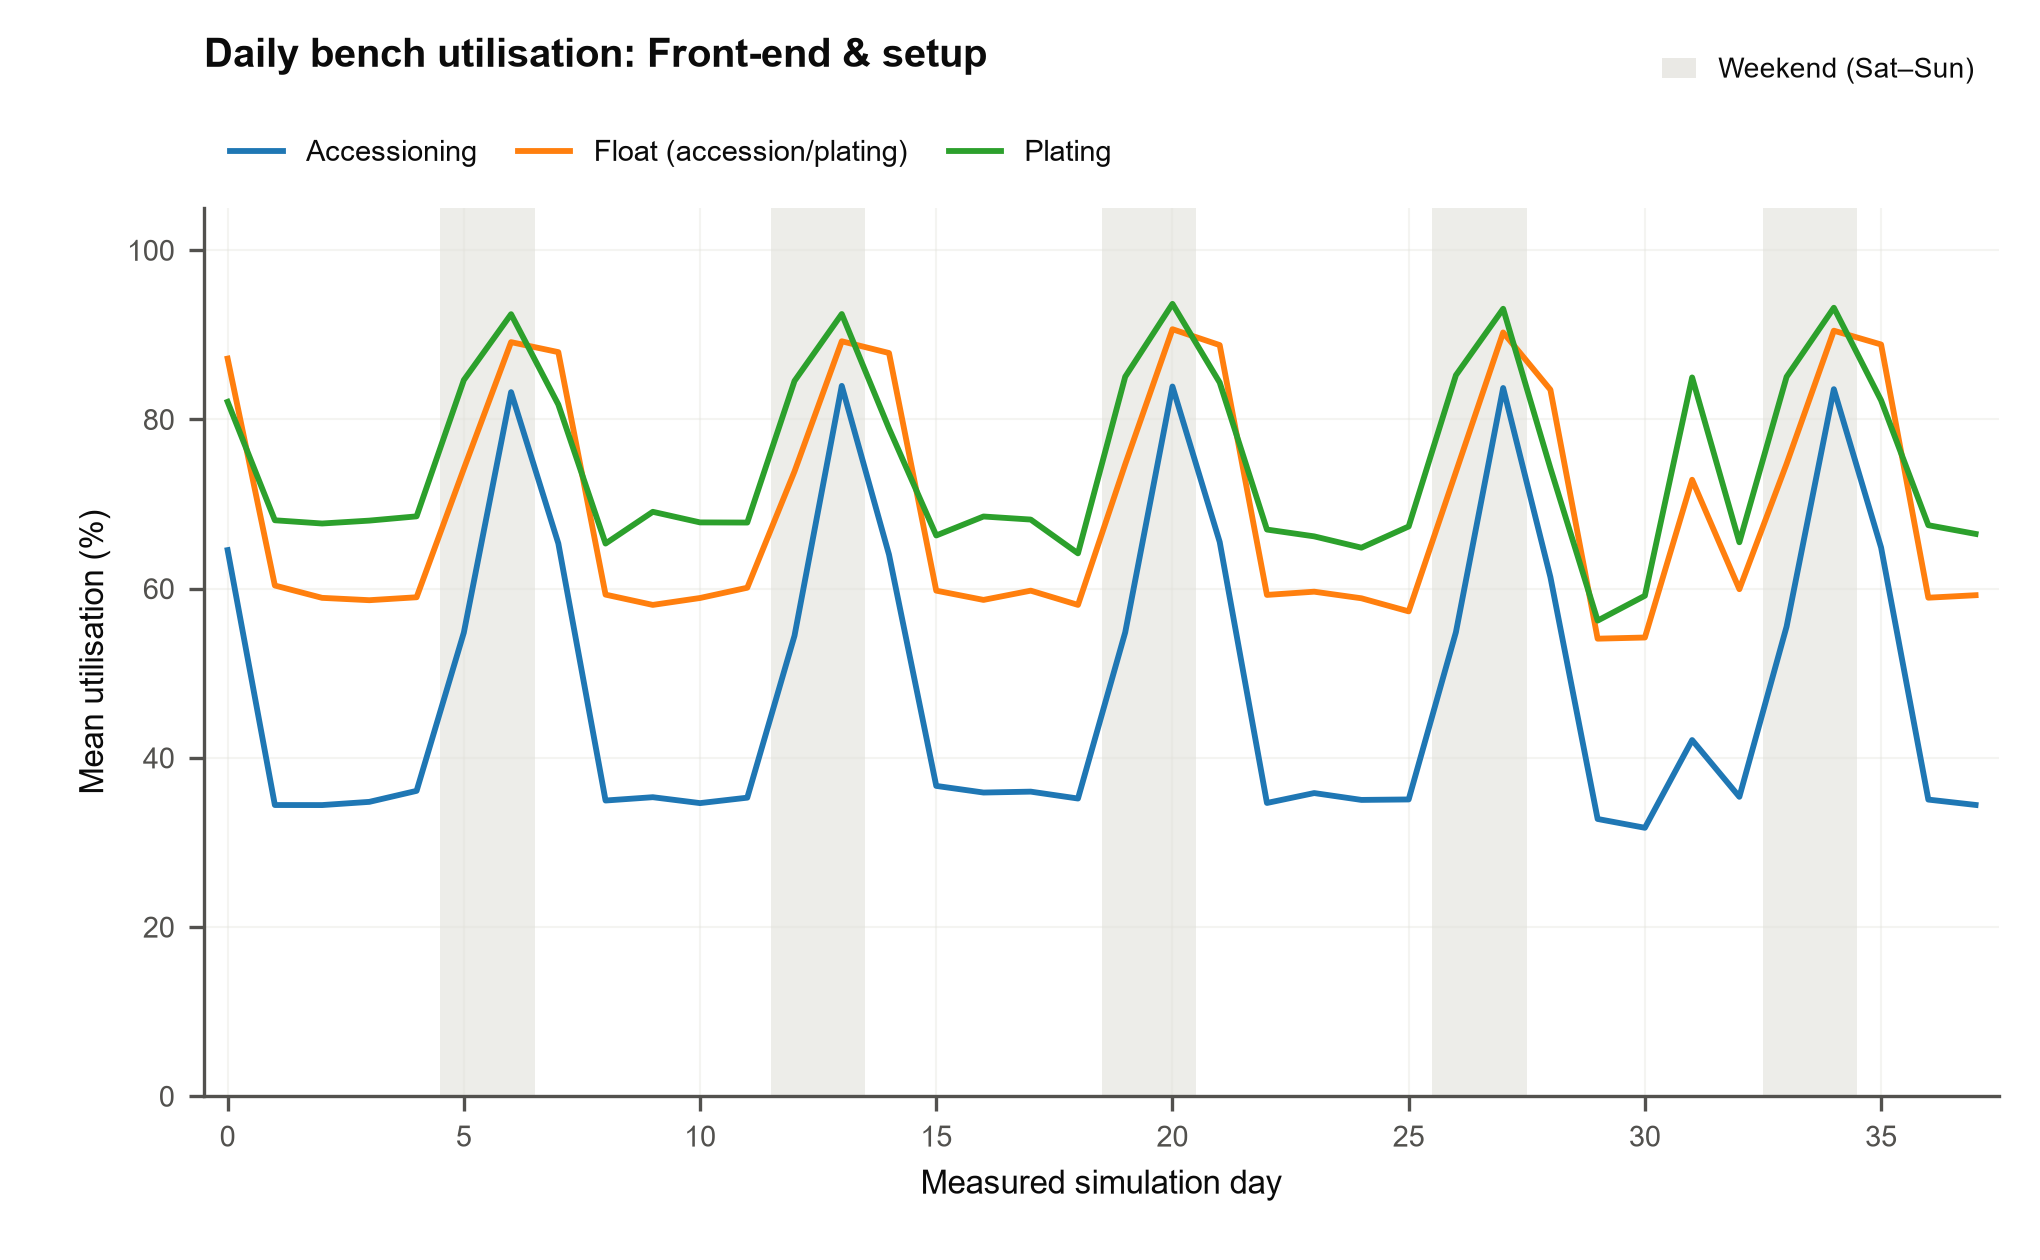 Daily bench utilisation: Front-end & setup
Weekend (Sat–Sun)
Accessioning Float (accession/plating) Plating
100
80
60
40
20
0
Mean utilisation (%)
0 5 10 15 20 25 30 35
Measured simulation day